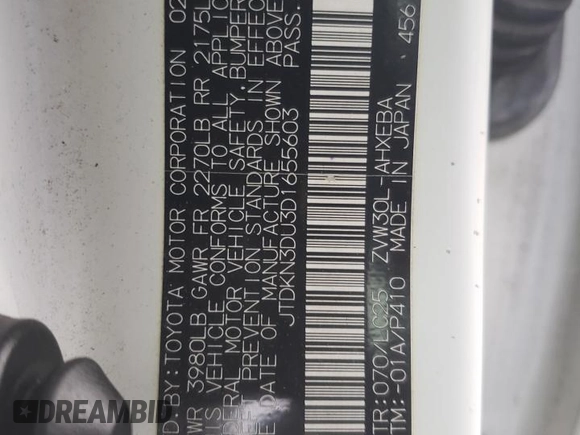 D BY: TOYOTA MOTOR CORPORATION 02
WR 3980LB GAWR FR 2270LB RR 2175L
IS VEHICLE CONFORMS TO ALL APPLIC
DERAL MOTOR VEHICLE SAFETY, BUMPER
EFT PREVENTION STANDARDS IN EFFEC
E DATE OF MANUFACTURE SHOWN ABOVE
JTDKN3DU3D1655603 PASS.
TR: 070/LC25 ZVW30L-AHXEBA
TM: -01A/P410 MADE IN JAPAN 456
DREAMBID